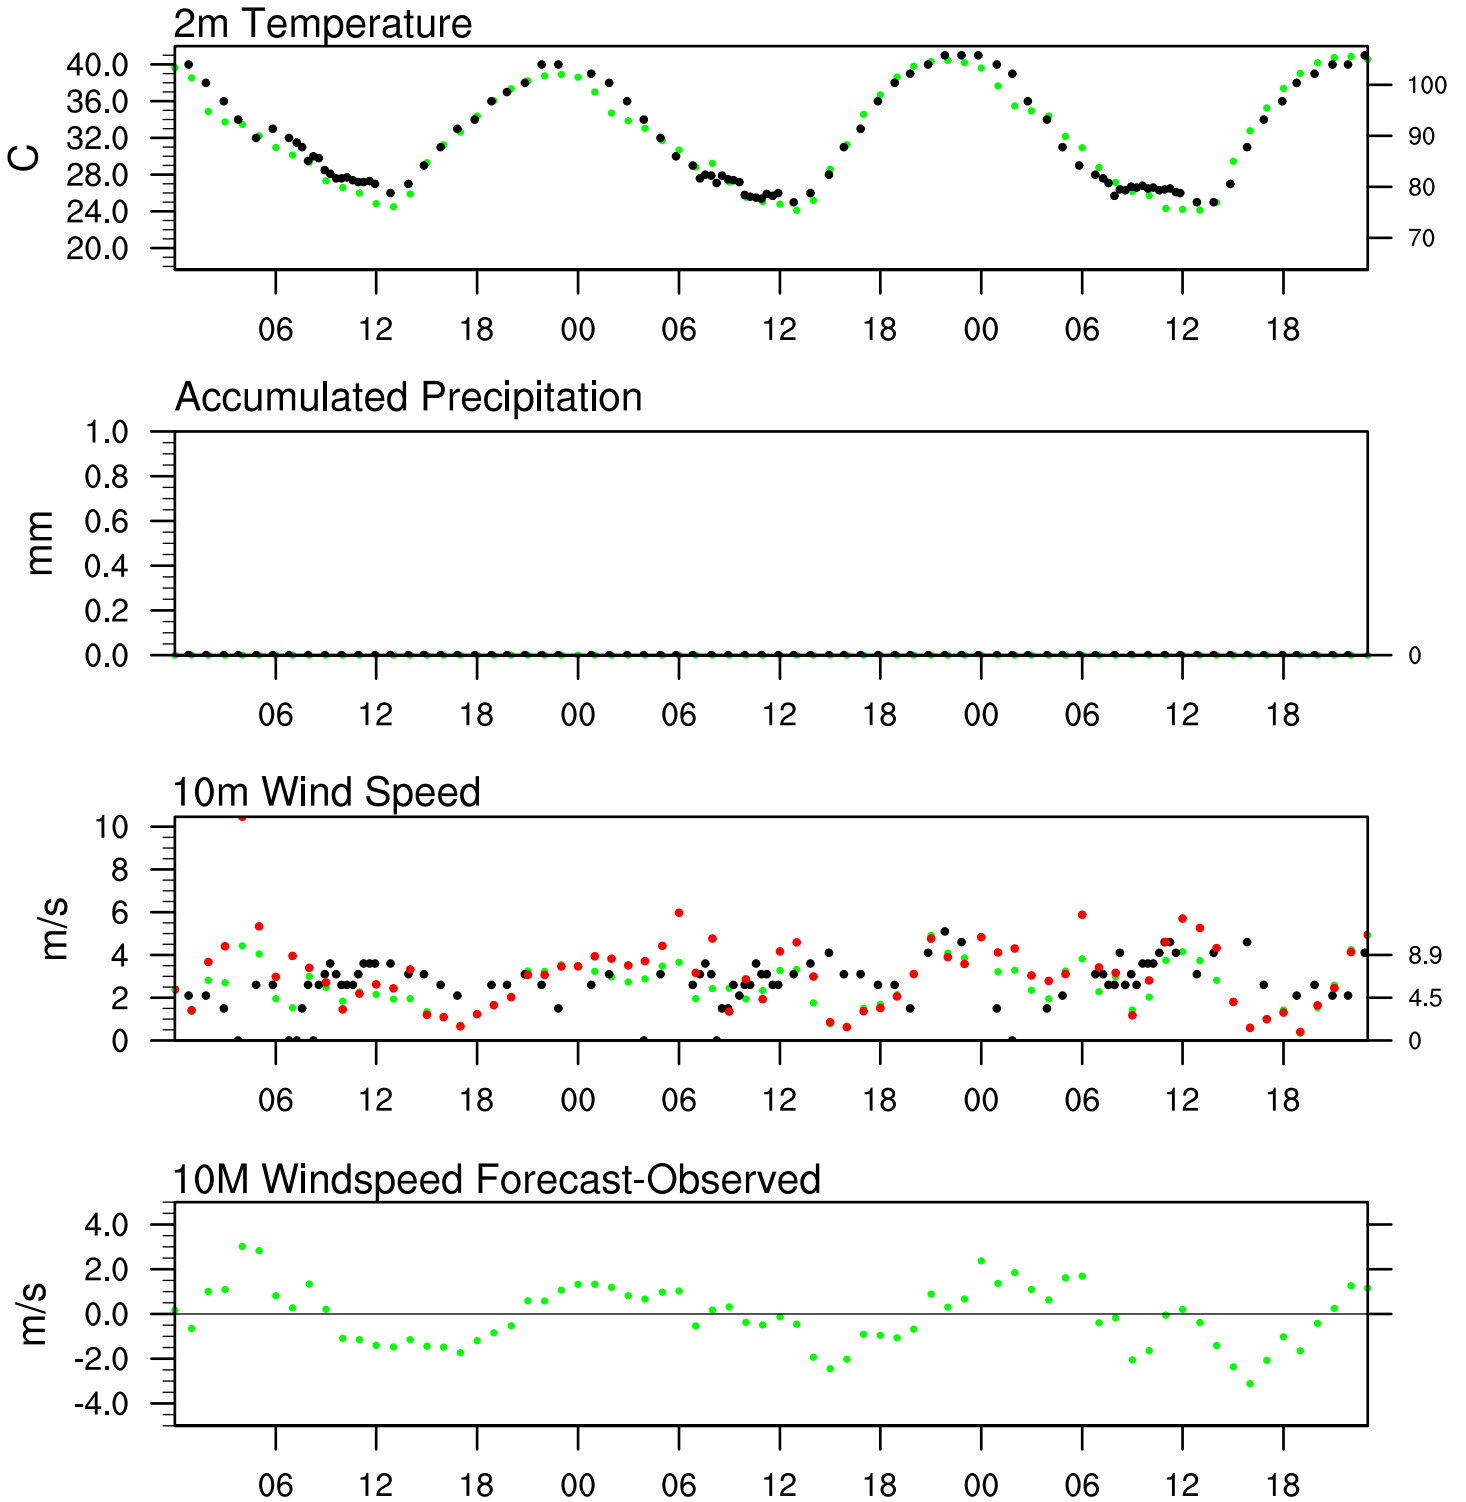 2m Temperature
40.0
36.0
32.0
28.0
24.0
20.0
C
100
90
80
70
06 12 18 00 06 12 18 00 06 12 18
Accumulated Precipitation
1.0
0.8
0.6
0.4
0.2
0.0
mm
0
06 12 18 00 06 12 18 00 06 12 18
10m Wind Speed
10
8
6
4
2
0
m/s
8.9
4.5
0
06 12 18 00 06 12 18 00 06 12 18
10M Windspeed Forecast-Observed
4.0
2.0
0.0
-2.0
-4.0
m/s
06 12 18 00 06 12 18 00 06 12 18